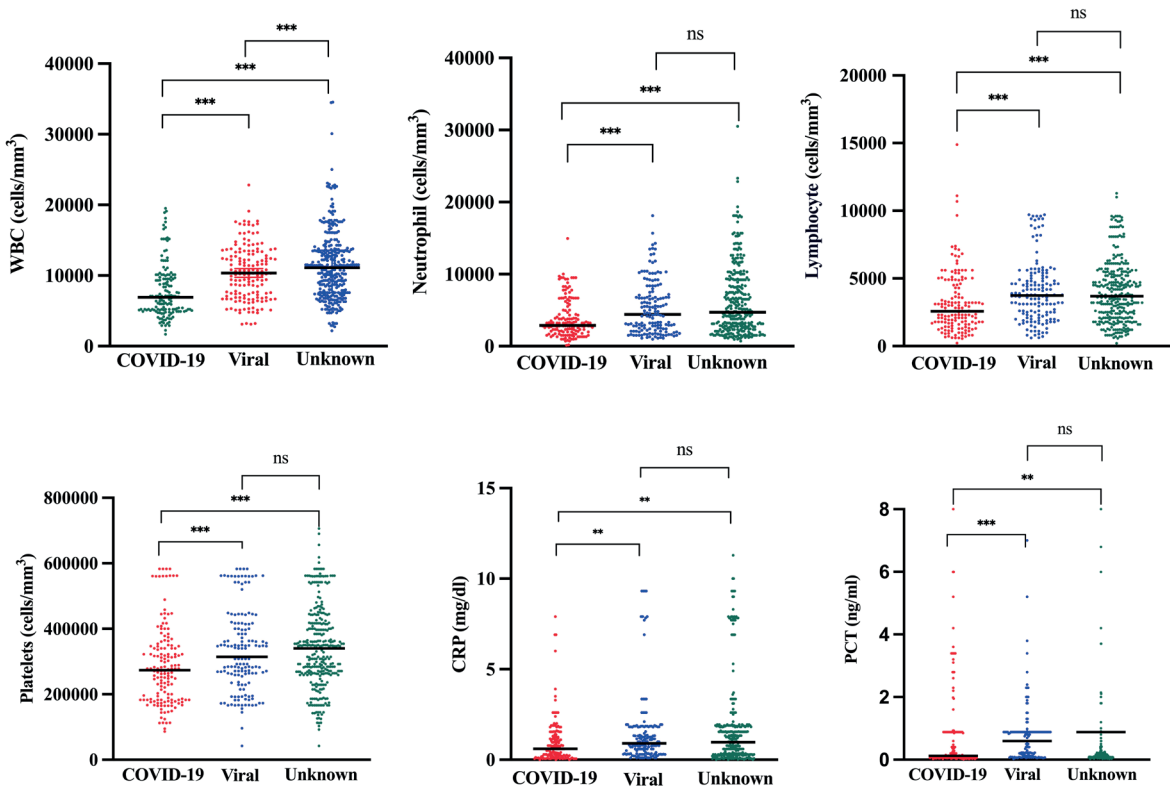 WBC (cells/mm³)
40000
30000
20000
10000
0
***
***
***
COVID-19 Viral Unknown
Neutrophil (cells/mm³)
40000
30000
20000
10000
0
ns
***
***
COVID-19 Viral Unknown
Lymphocyte (cells/mm³)
20000
15000
10000
5000
0
ns
***
***
COVID-19 Viral Unknown
Platelets (cells/mm³)
800000
600000
400000
200000
0
ns
***
***
COVID-19 Viral Unknown
CRP (mg/dl)
15
10
5
0
ns
**
**
COVID-19 Viral Unknown
PCT (ng/ml)
8
6
4
2
0
ns
**
***
COVID-19 Viral Unknown